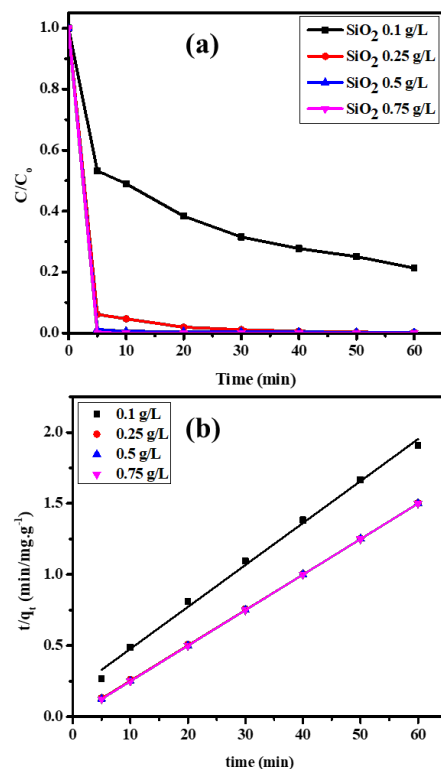 (a)
SiO2 0.1 g/L
SiO2 0.25 g/L
SiO2 0.5 g/L
SiO2 0.75 g/L
1.0
0.8
0.6
0.4
0.2
0.0
C/Co
0 10 20 30 40 50 60
Time (min)
(b)
0.1 g/L
0.25 g/L
0.5 g/L
0.75 g/L
2.0
1.5
1.0
0.5
0.0
t/qt (min/mg.g-1)
0 10 20 30 40 50 60
time (min)